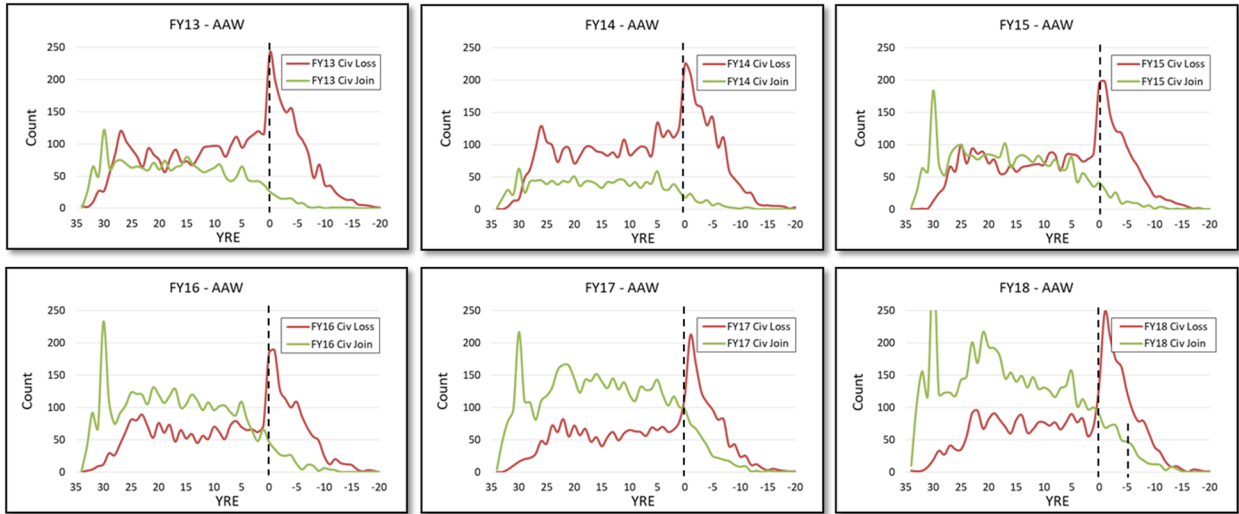 FY13 - AAW
250
200
150
100
50
0
Count
35 30 25 20 15 10 5 0 -5 -10 -15 -20
YRE
FY13 Civ Loss
FY13 Civ Join
FY14 - AAW
250
200
150
100
50
0
Count
35 30 25 20 15 10 5 0 -5 -10 -15 -20
YRE
FY14 Civ Loss
FY14 Civ Join
FY15 - AAW
250
200
150
100
50
0
Count
35 30 25 20 15 10 5 0 -5 -10 -15 -20
YRE
FY15 Civ Loss
FY15 Civ Join
FY16 - AAW
250
200
150
100
50
0
Count
35 30 25 20 15 10 5 0 -5 -10 -15 -20
YRE
FY16 Civ Loss
FY16 Civ Join
FY17 - AAW
250
200
150
100
50
0
Count
35 30 25 20 15 10 5 0 -5 -10 -15 -20
YRE
FY17 Civ Loss
FY17 Civ Join
FY18 - AAW
250
200
150
100
50
0
Count
35 30 25 20 15 10 5 0 -5 -10 -15 -20
YRE
FY18 Civ Loss
FY18 Civ Join